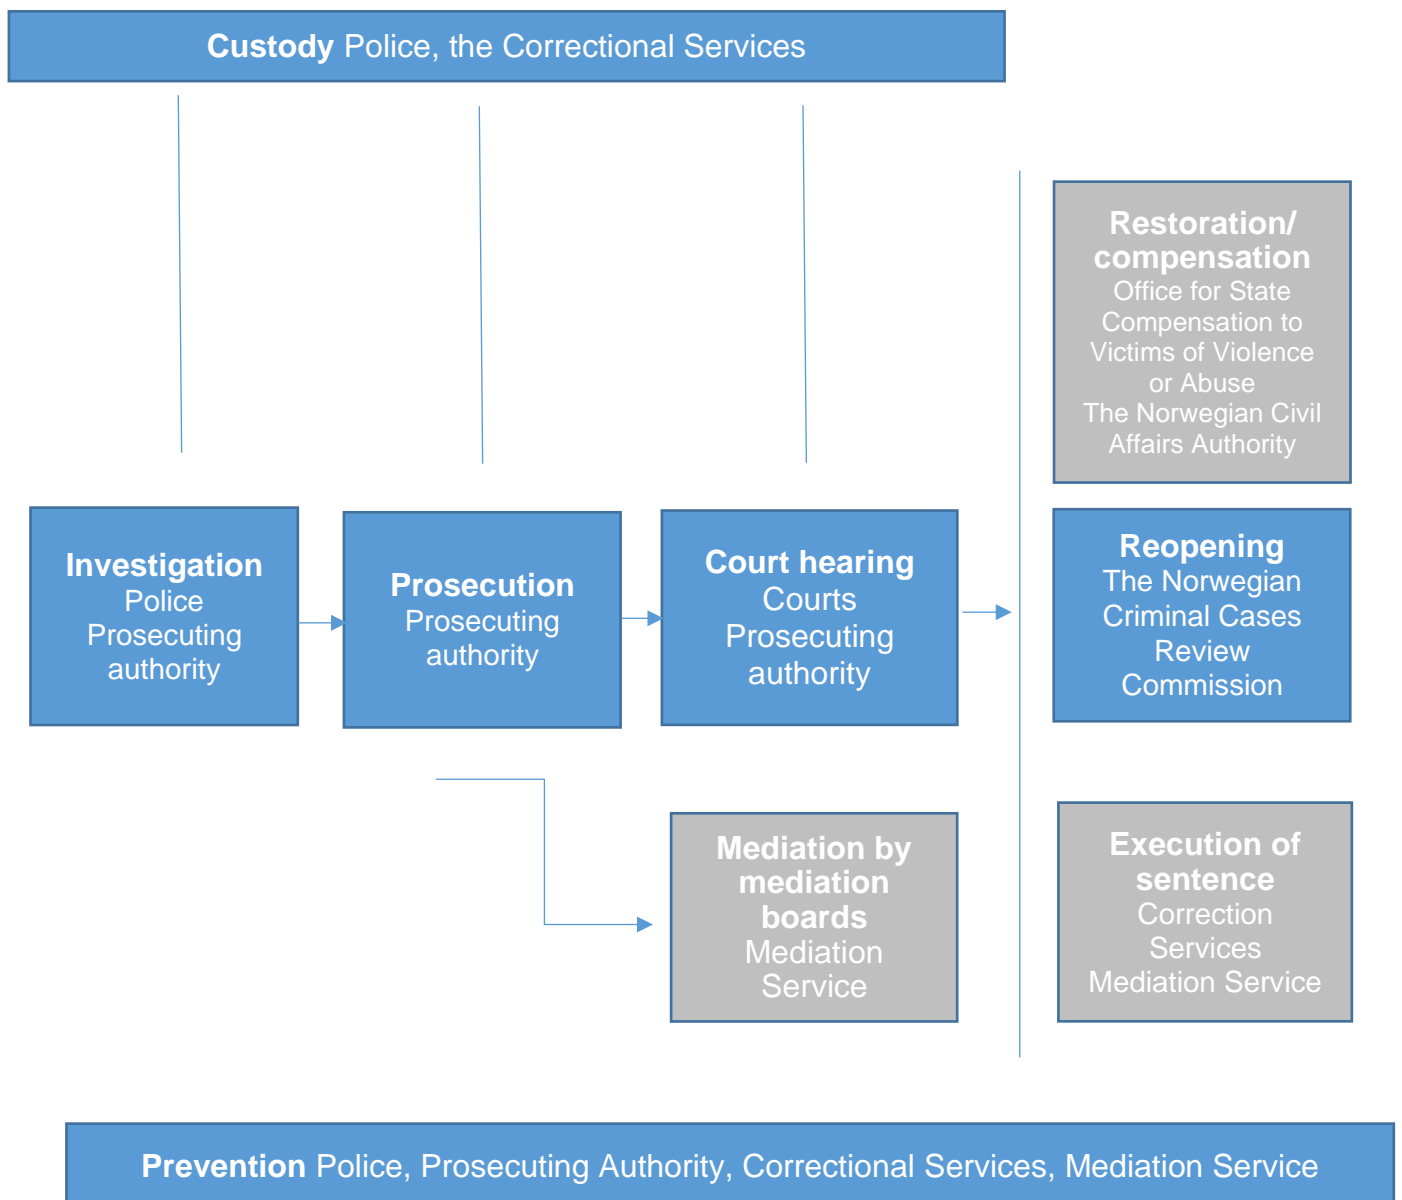 Custody Police, the Correctional Services
Restoration/
compensation
Office for State
Compensation to
Victims of Violence
or Abuse
The Norwegian Civil
Affairs Authority
Investigation
Police
Prosecuting
authority
Prosecution
Prosecuting
authority
Court hearing
Courts
Prosecuting
authority
Reopening
The Norwegian
Criminal Cases
Review
Commission
Mediation by
mediation
boards
Mediation
Service
Execution of
sentence
Correction
Services
Mediation Service
Prevention Police, Prosecuting Authority, Correctional Services, Mediation Service